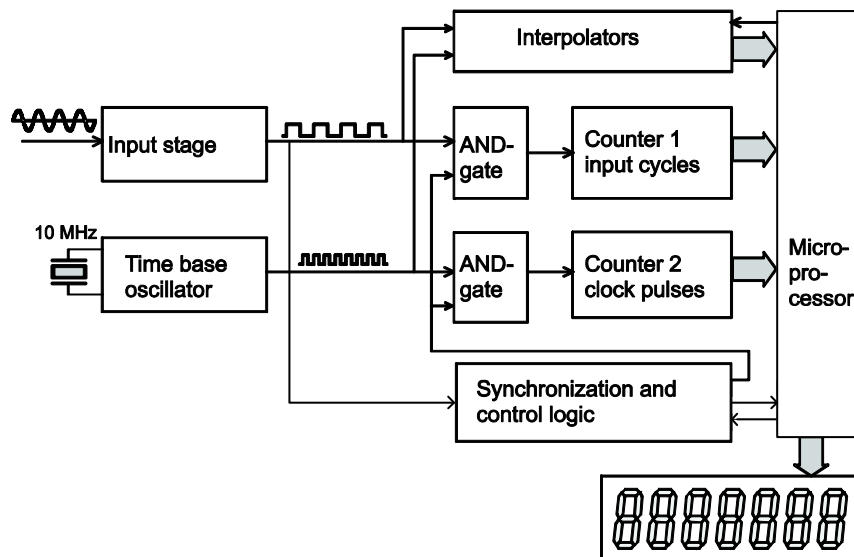 Interpolators
Input stage
AND-
gate
Counter 1
input cycles
10 MHz
Time base
oscillator
AND-
gate
Counter 2
clock pulses
Micro-
pro-
cessor
Synchronization and
control logic
8888888